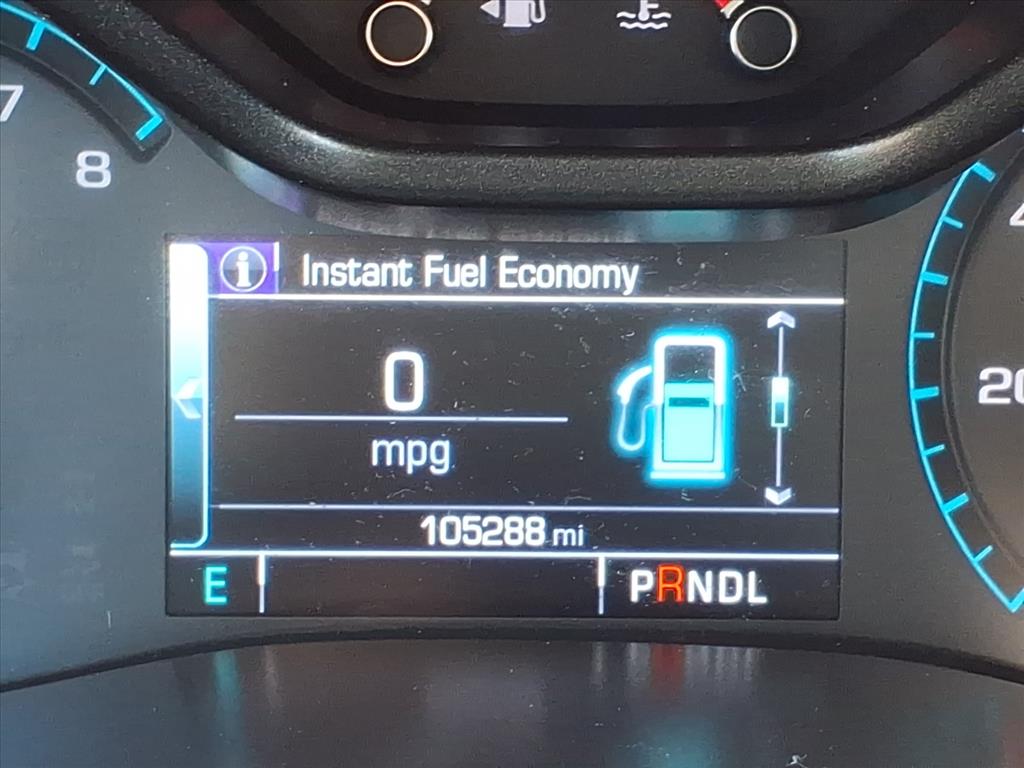 7
8
i Instant Fuel Economy
0
mpg
20
105288 mi
E PRNDL